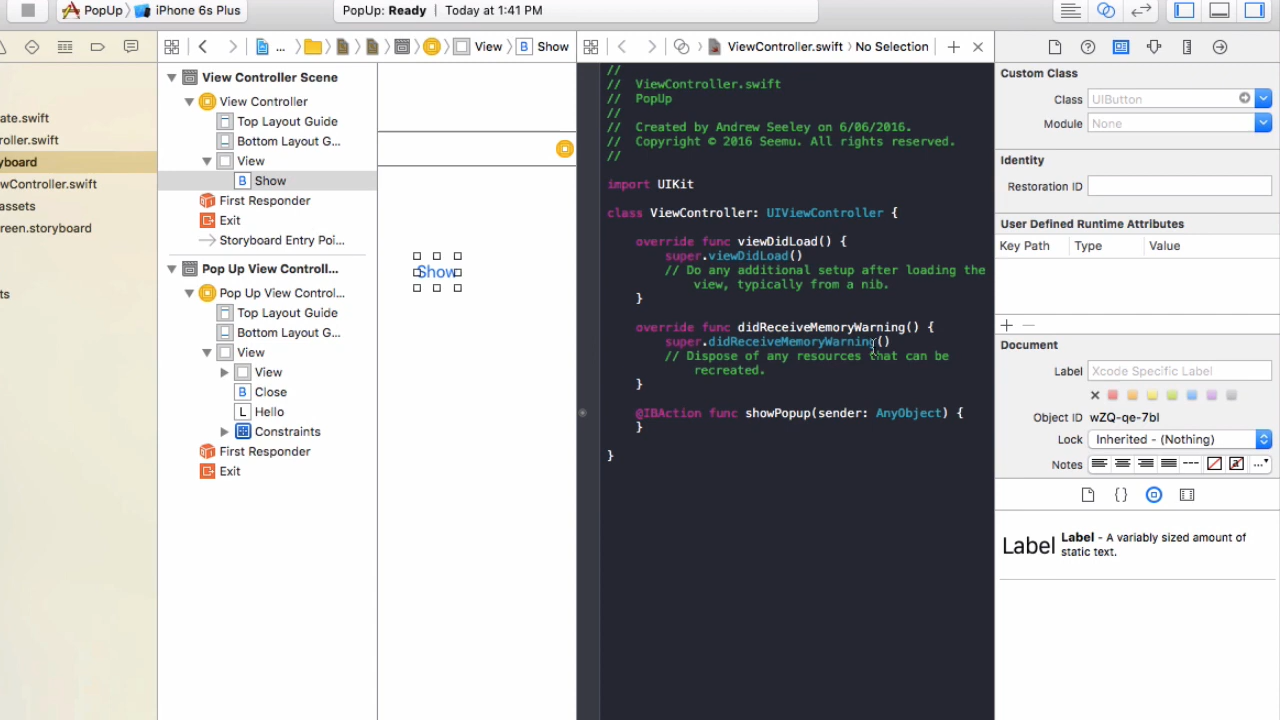 PopUp
iPhone 6s Plus
PopUp: Ready
Today at 1:41 PM
...
View
B Show
ViewController.swift
No Selection
ate.swift
roller.swift
yboard
wController.swift
assets
reen.storyboard
ts
View Controller Scene
View Controller
Top Layout Guide
Bottom Layout G...
View
B Show
First Responder
Exit
Storyboard Entry Poi...
Pop Up View Controll...
Pop Up View Control...
Top Layout Guide
Bottom Layout G...
View
View
B Close
L Hello
Constraints
First Responder
Exit
Show
//
// ViewController.swift
// PopUp
//
// Created by Andrew Seeley on 6/06/2016.
// Copyright © 2016 Seemu. All rights reserved.
//
import UIKit
class ViewController: UIViewController {
override func viewDidLoad() {
super.viewDidLoad()
// Do any additional setup after loading the
view, typically from a nib.
}
override func didReceiveMemoryWarning() {
super.didReceiveMemoryWarning()
// Dispose of any resources that can be
recreated.
}
@IBAction func showPopup(sender: AnyObject) {
}
}
Custom Class
Class UIButton
Module None
Identity
Restoration ID
User Defined Runtime Attributes
Key Path Type Value
Document
Label Xcode Specific Label
Object ID wZQ-qe-7bI
Lock Inherited - (Nothing)
Notes
Label
Label - A variably sized amount of
static text.